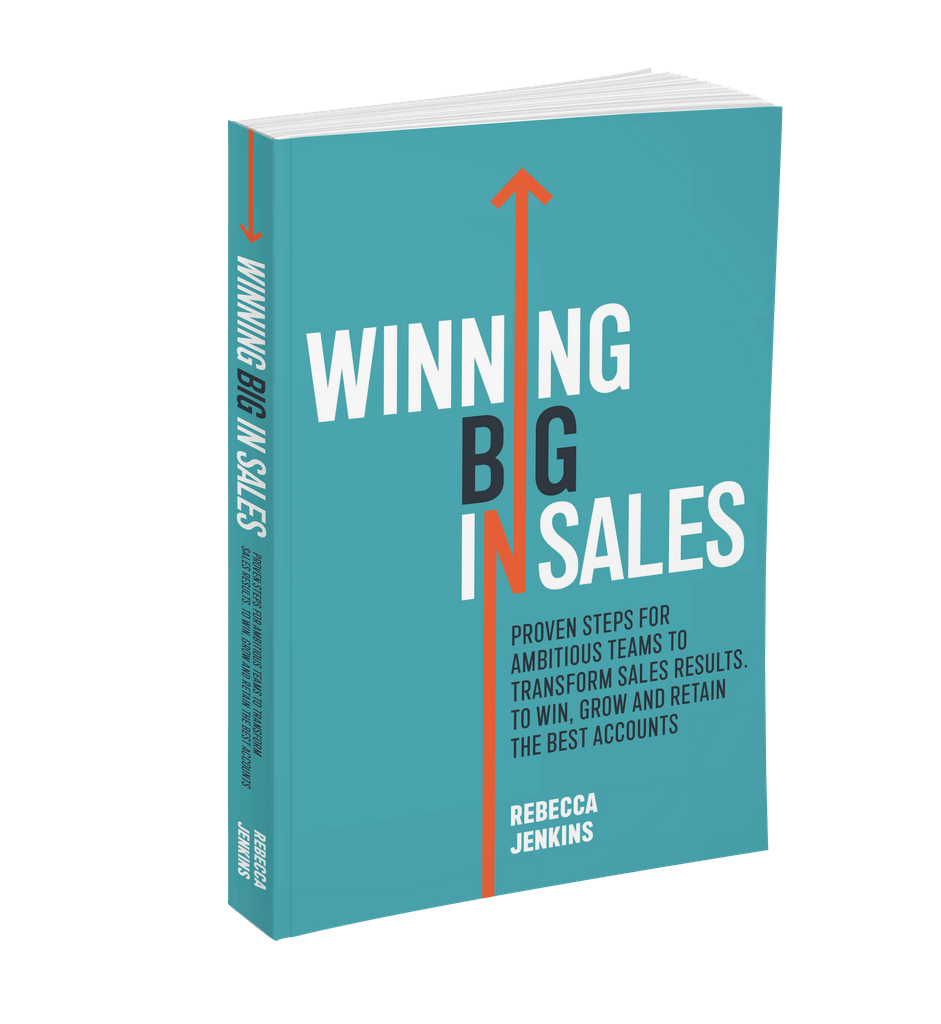 WINNING
BIG
IN SALES
PROVEN STEPS FOR
AMBITIOUS TEAMS TO
TRANSFORM SALES RESULTS.
TO WIN, GROW AND RETAIN
THE BEST ACCOUNTS
REBECCA
JENKINS
WINNING BIG IN SALES
PROVEN STEPS FOR AMBITIOUS TEAMS TO TRANSFORM
SALES RESULTS. TO WIN, GROW AND RETAIN THE BEST ACCOUNTS
REBECCA
JENKINS